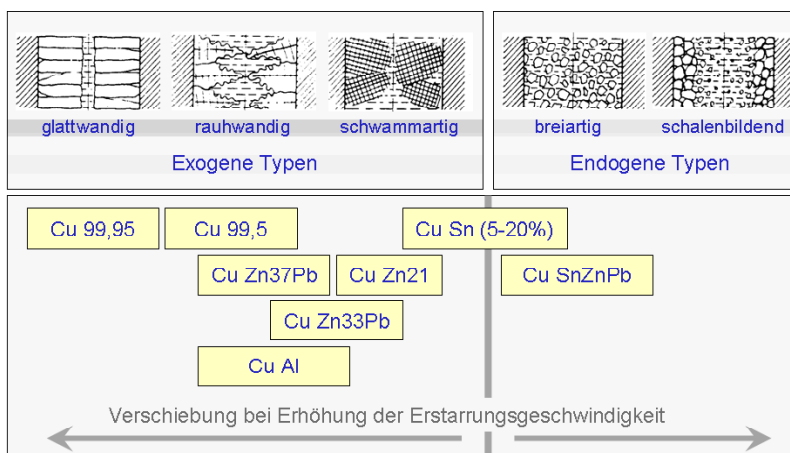 glattwandig rauhwandig schwammartig
Exogene Typen
breiartig schalenbildend
Endogene Typen
Cu 99,95 Cu 99,5 Cu Sn (5-20%)
Cu Zn37Pb Cu Zn21 Cu SnZnPb
Cu Zn33Pb
Cu Al
Verschiebung bei Erhöhung der Erstarrungsgeschwindigkeit